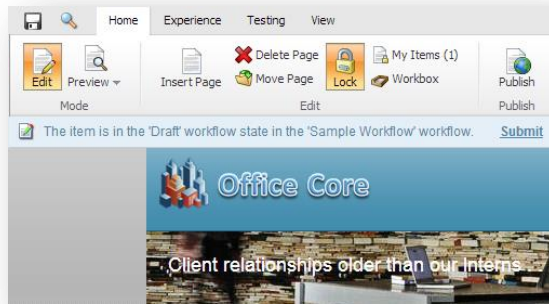 Home Experience Testing View
Edit Preview Insert Page Delete Page Move Page Lock My Items (1) Workbox Publish
Mode Edit Publish
The item is in the 'Draft' workflow state in the 'Sample Workflow' workflow. Submit
Office Core
Client relationships older than our Interns...